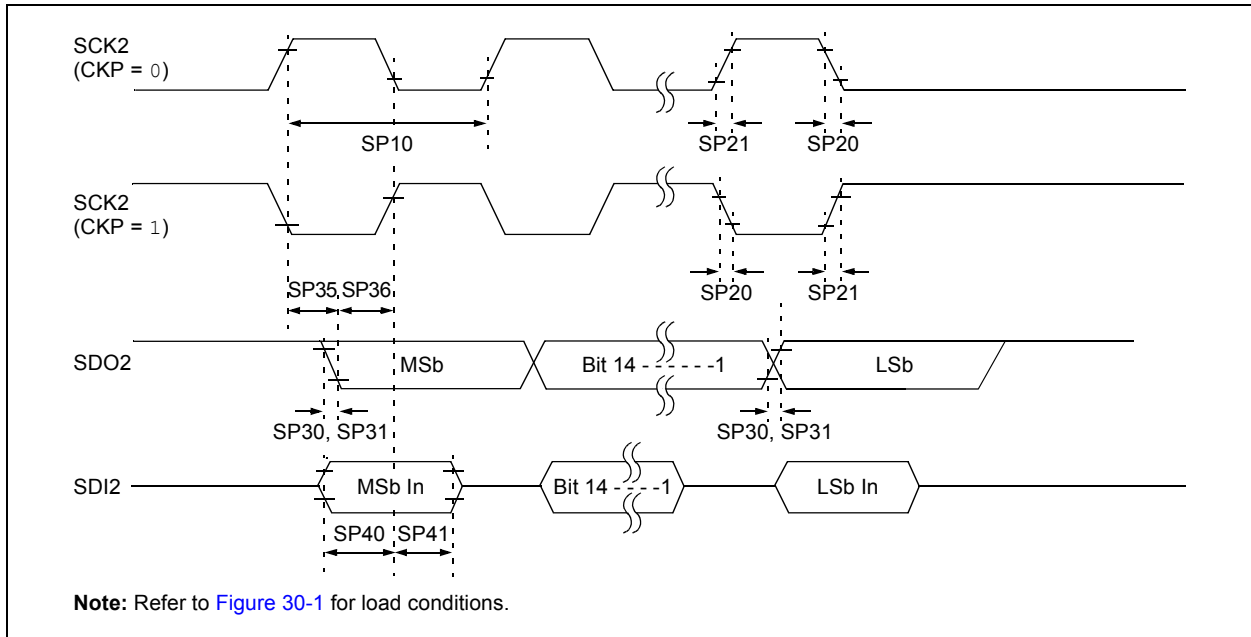 SCK2
(CKP = 0)
SP10
SP21
SP20
SCK2
(CKP = 1)
SP35
SP36
SP20
SP21
SDO2
MSb
Bit 14 - - - - - -1
LSb
SP30, SP31
SP30, SP31
SDI2
MSb In
Bit 14 - - - -1
LSb In
SP40
SP41
Note: Refer to Figure 30-1 for load conditions.